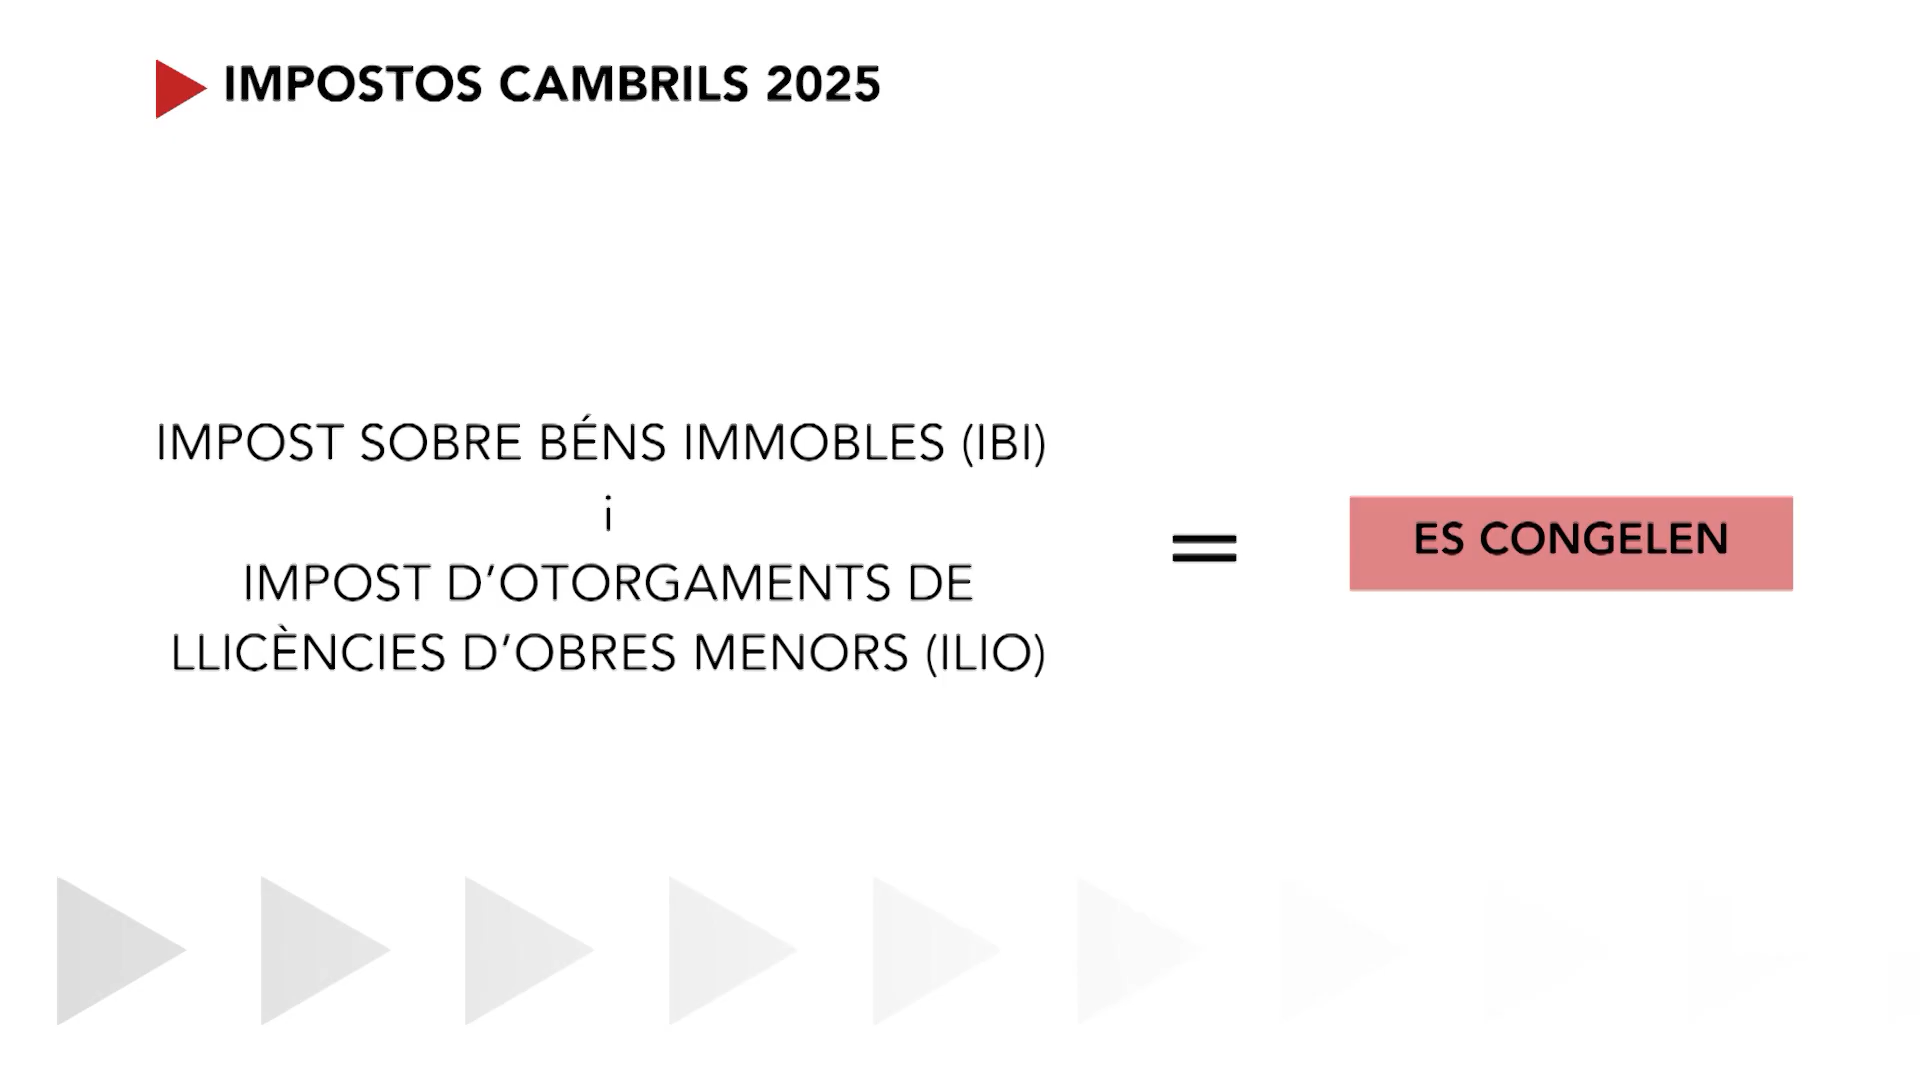 IMPOSTOS CAMBRILS 2025
IMPOST SOBRE BÉNS IMMOBLES (IBI)
i
IMPOST D’OTORGAMENTS DE
LLICÈNCIES D’OBRES MENORS (ILIO)
=
ES CONGELEN